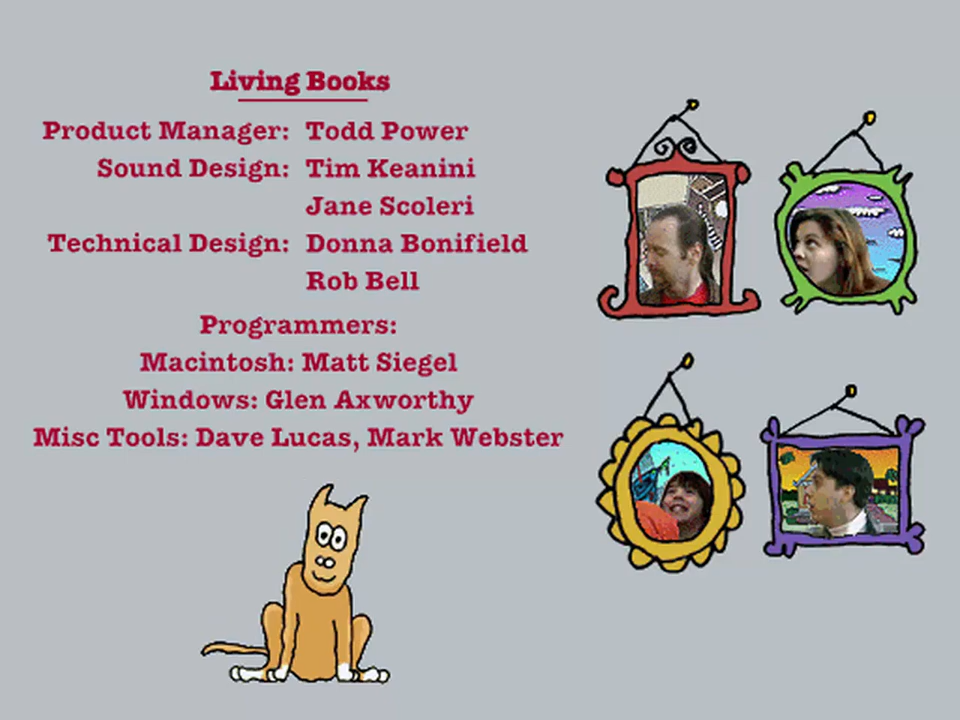 Living Books
Product Manager: Todd Power
Sound Design: Tim Keanini
Jane Scoleri
Technical Design: Donna Bonifield
Rob Bell
Programmers:
Macintosh: Matt Siegel
Windows: Glen Axworthy
Misc Tools: Dave Lucas, Mark Webster